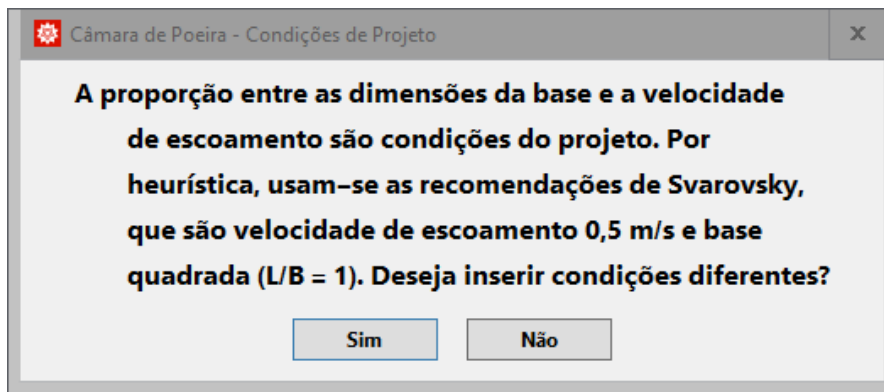 Câmara de Poeira - Condições de Projeto
x
A proporção entre as dimensões da base e a velocidade
de escoamento são condições do projeto. Por
heurística, usam-se as recomendações de Svarovsky,
que são velocidade de escoamento 0,5 m/s e base
quadrada (L/B = 1). Deseja inserir condições diferentes?
Sim Não